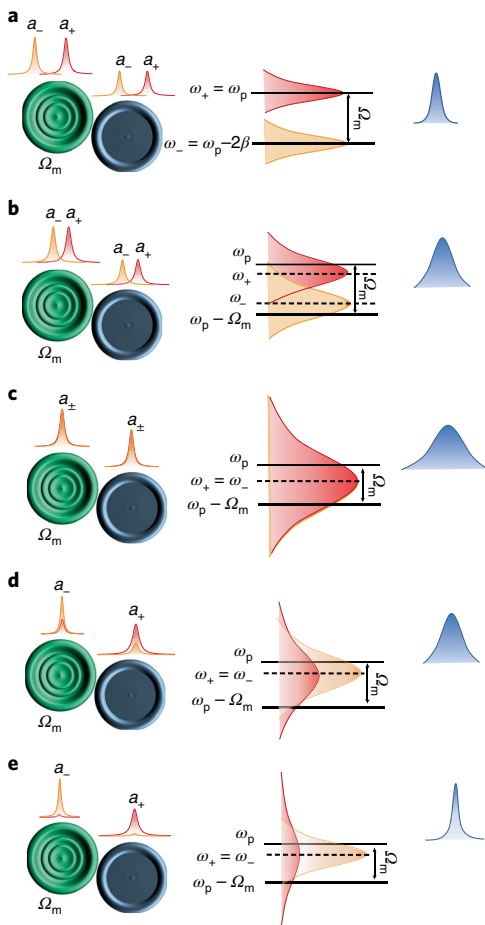 a
a₋ a₊
a₋ a₊
Ωₘ
ω₊ = ωₚ
ω₋ = ωₚ−2β
Ωₘ
b
a₋ a₊
a₋ a₊
Ωₘ
ωₚ
ω₊
ω₋
ωₚ − Ωₘ
Ωₘ
c
a±
a±
Ωₘ
ωₚ
ω₊ = ω₋
ωₚ − Ωₘ
Ωₘ
d
a₋
a₊
Ωₘ
ωₚ
ω₊ = ω₋
ωₚ − Ωₘ
Ωₘ
e
a₋
a₊
Ωₘ
ωₚ
ω₊ = ω₋
ωₚ − Ωₘ
Ωₘ